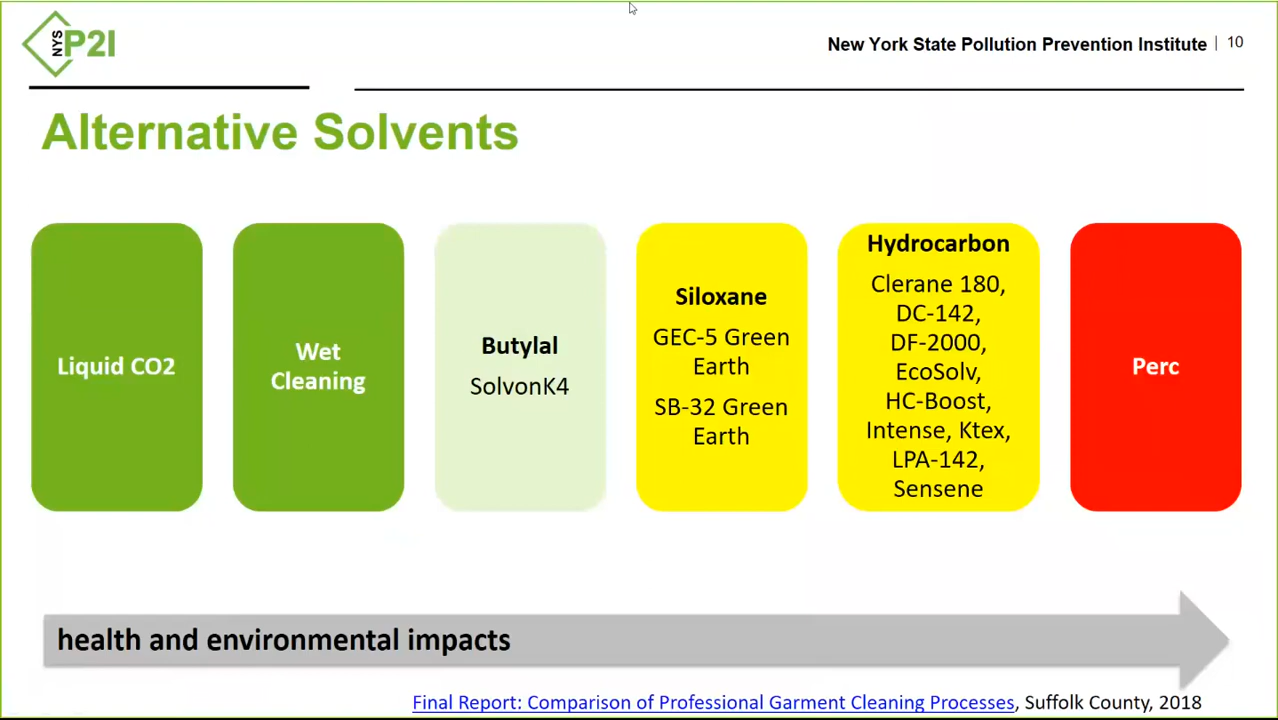 NYS
P2I
New York State Pollution Prevention Institute | 10
Alternative Solvents
Liquid CO2
Wet
Cleaning
Butylal
SolvonK4
Siloxane
GEC-5 Green
Earth
SB-32 Green
Earth
Hydrocarbon
Clerane 180,
DC-142,
DF-2000,
EcoSolv,
HC-Boost,
Intense, Ktex,
LPA-142,
Sensene
Perc
health and environmental impacts
Final Report: Comparison of Professional Garment Cleaning Processes, Suffolk County, 2018